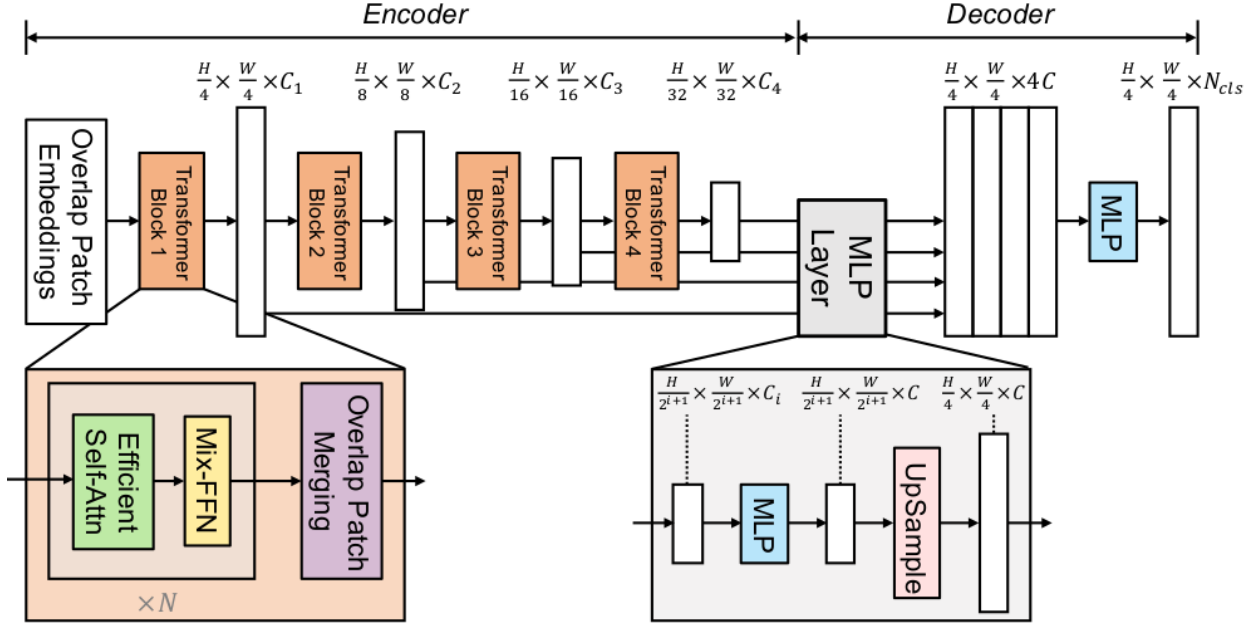 Encoder
Decoder
H/4 × W/4 × C₁
H/8 × W/8 × C₂
H/16 × W/16 × C₃
H/32 × W/32 × C₄
H/4 × W/4 × 4C
H/4 × W/4 × N_cls
Overlap Patch
Embeddings
Transformer
Block 1
Transformer
Block 2
Transformer
Block 3
Transformer
Block 4
MLP
Layer
MLP
Efficient
Self-Attn
Mix-FFN
×N
Overlap Patch
Merging
H/2^{i+1} × W/2^{i+1} × C_i
H/2^{i+1} × W/2^{i+1} × C
H/4 × W/4 × C
MLP
UpSample